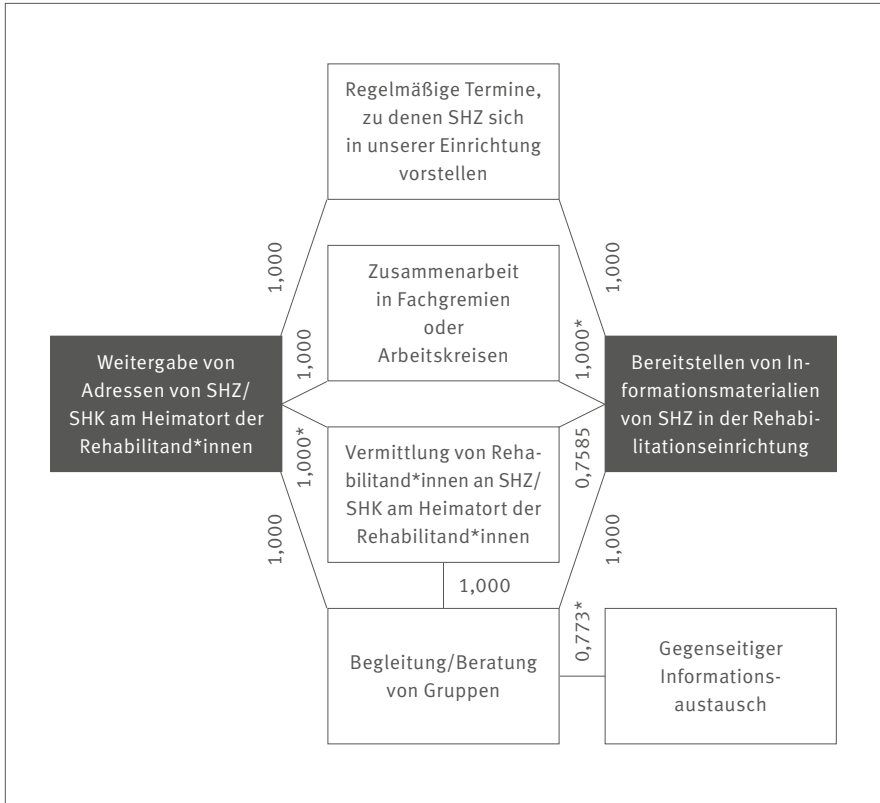 Regelmäßige Termine,
zu denen SHZ sich
in unserer Einrichtung
vorstellen
1,000
1,000
Zusammenarbeit
in Fachgremien
oder
Arbeitskreisen
1,000
1,000*
Weitergabe von
Adressen von SHZ/
SHK am Heimatort der
Rehabilitand*innen
Bereitstellen von In-
formationsmaterialien
von SHZ in der Rehabi-
litationseinrichtung
1,000*
Vermittlung von Reha-
bilitand*innen an SHZ/
SHK am Heimatort der
Rehabilitand*innen
0,7585
1,000
1,000
1,000
Begleitung/Beratung
von Gruppen
0,773*
Gegenseitiger
Informations-
austausch